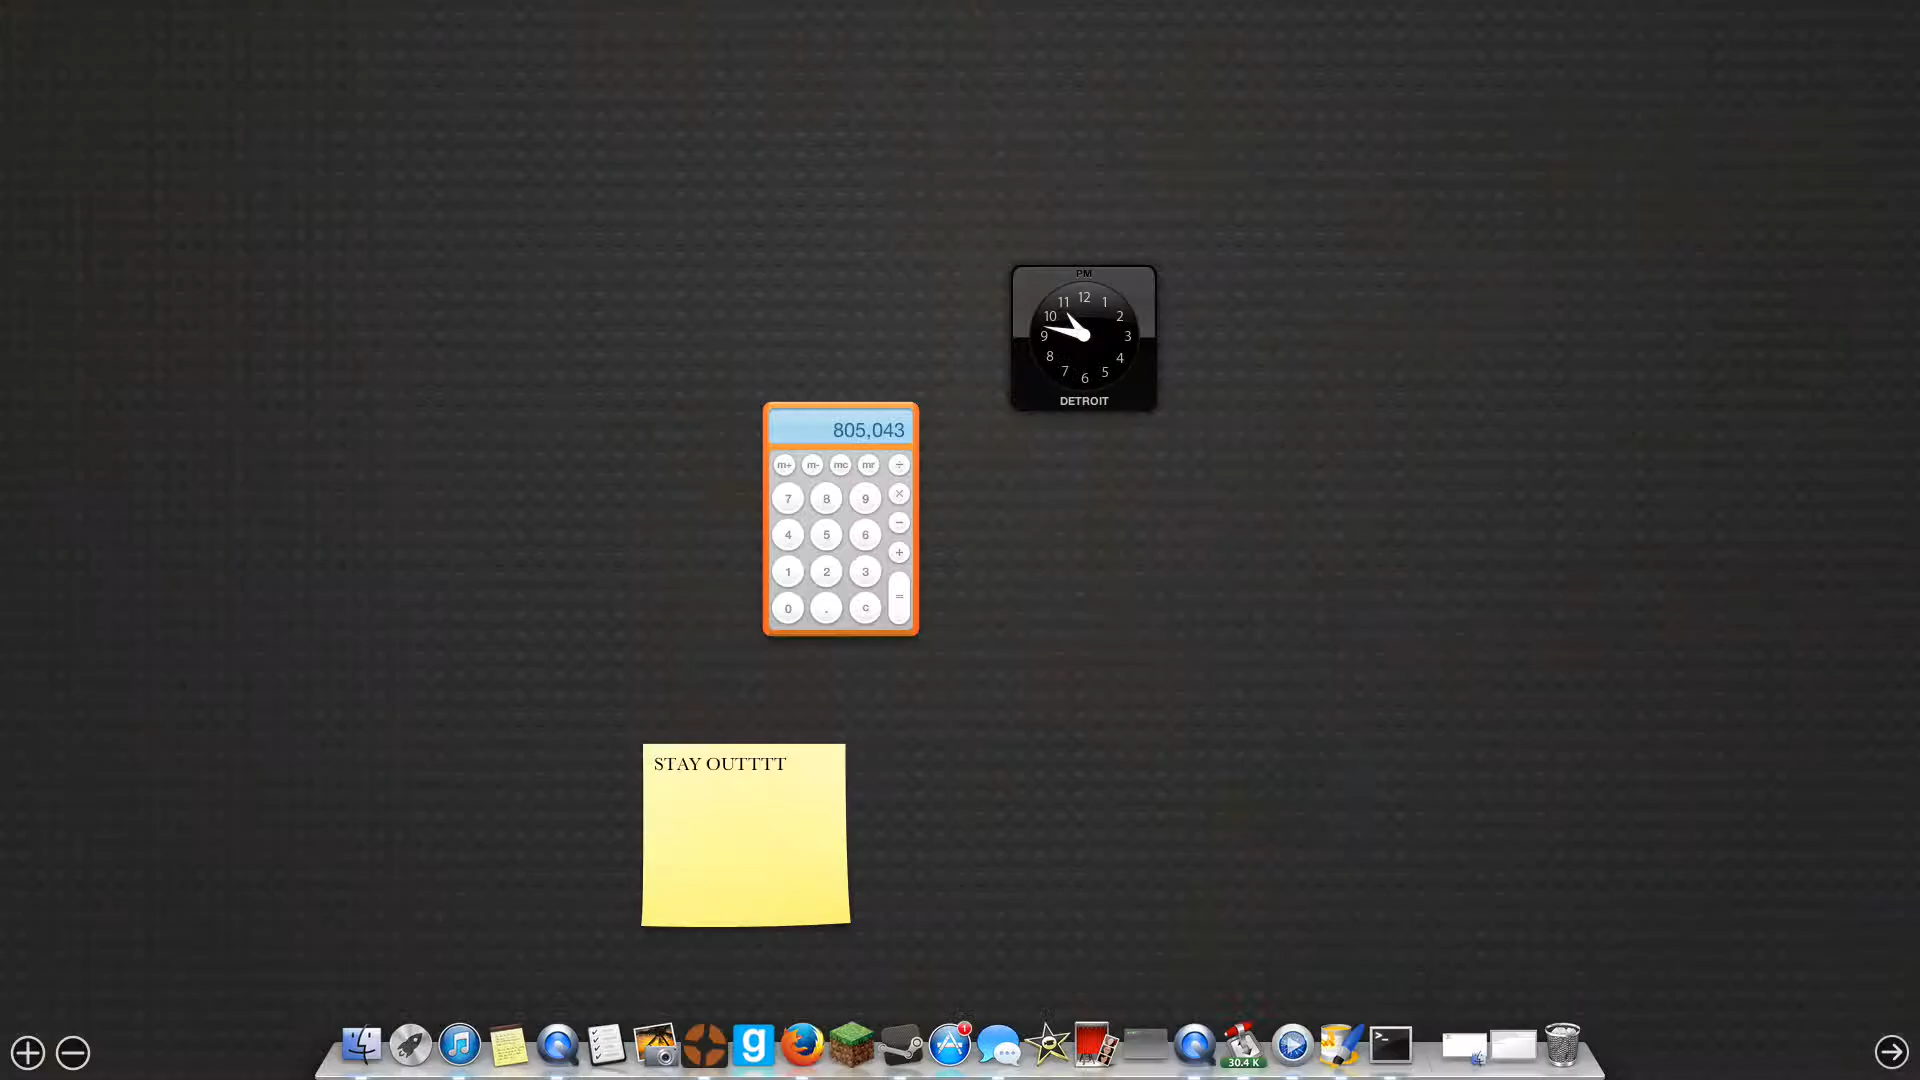 PM
11 12 1
10 2
9 3
8 4
7 6 5
DETROIT
805,043
m+ m- mc mr ÷
7 8 9 ×
4 5 6 −
+
1 2 3
=
0 . c
STAY OUTTTT
g
1
30.4 K
>_